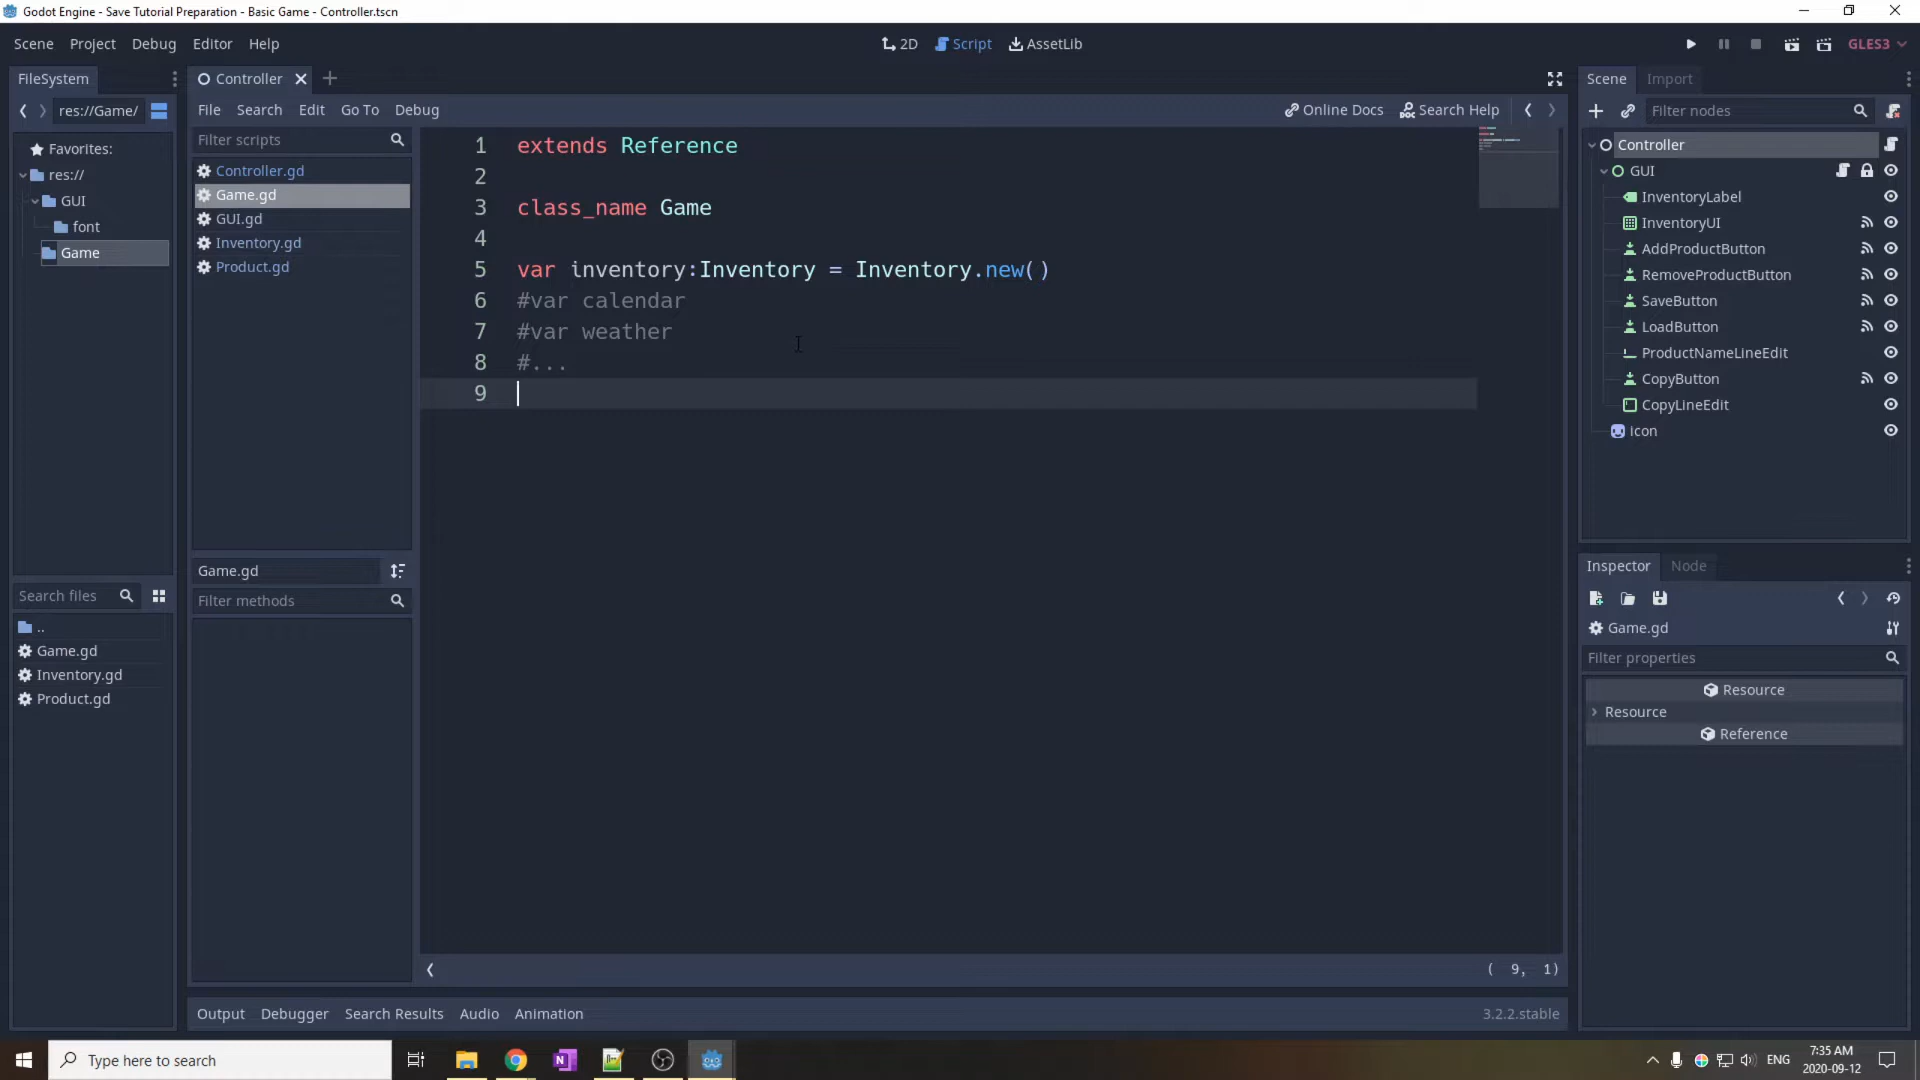 Godot Engine - Save Tutorial Preparation - Basic Game - Controller.tscn
Scene Project Debug Editor Help
2D Script AssetLib
GLES3
FileSystem
Controller
Scene Import
res://Game/
File Search Edit Go To Debug
Online Docs Search Help
Filter nodes
Favorites:
res://
GUI
font
Game
Filter scripts
Controller.gd
Game.gd
GUI.gd
Inventory.gd
Product.gd
1 extends Reference
2
3 class_name Game
4
5 var inventory:Inventory = Inventory.new()
6 #var calendar
7 #var weather
8 #...
9
Controller
GUI
InventoryLabel
InventoryUI
AddProductButton
RemoveProductButton
SaveButton
LoadButton
ProductNameLineEdit
CopyButton
CopyLineEdit
icon
Game.gd
Filter methods
Search files
..
Game.gd
Inventory.gd
Product.gd
Inspector Node
Game.gd
Filter properties
Resource
Resource
Reference
( 9, 1)
Output Debugger Search Results Audio Animation
3.2.2.stable
Type here to search
ENG
7:35 AM
2020-09-12